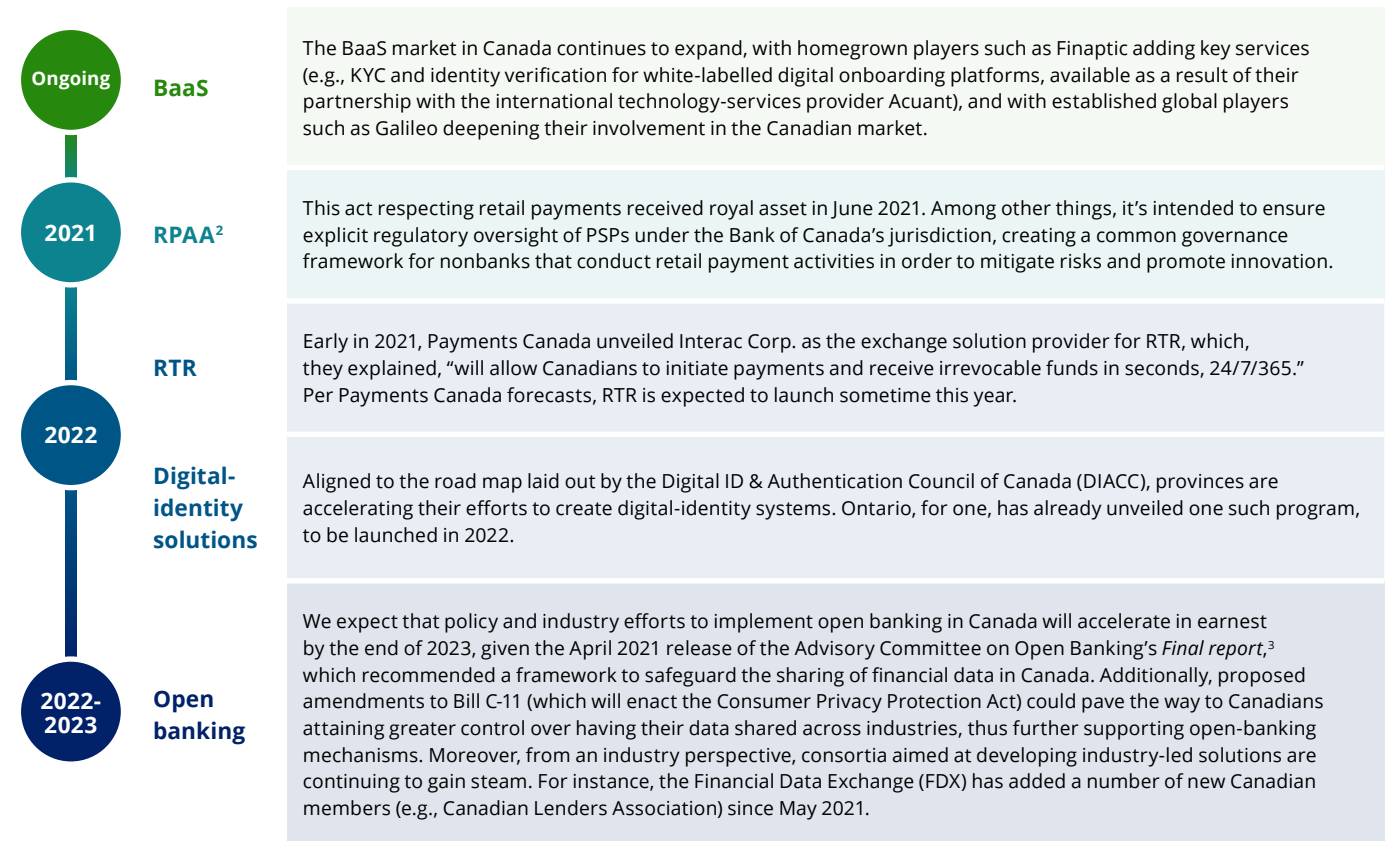 Ongoing
BaaS
The BaaS market in Canada continues to expand, with homegrown players such as Finaptic adding key services
(e.g., KYC and identity verification for white-labelled digital onboarding platforms, available as a result of their
partnership with the international technology-services provider Acuant), and with established global players
such as Galileo deepening their involvement in the Canadian market.
2021
RPAA²
This act respecting retail payments received royal asset in June 2021. Among other things, it’s intended to ensure
explicit regulatory oversight of PSPs under the Bank of Canada’s jurisdiction, creating a common governance
framework for nonbanks that conduct retail payment activities in order to mitigate risks and promote innovation.
2022
RTR
Early in 2021, Payments Canada unveiled Interac Corp. as the exchange solution provider for RTR, which,
they explained, “will allow Canadians to initiate payments and receive irrevocable funds in seconds, 24/7/365.”
Per Payments Canada forecasts, RTR is expected to launch sometime this year.
Digital-
identity
solutions
Aligned to the road map laid out by the Digital ID & Authentication Council of Canada (DIACC), provinces are
accelerating their efforts to create digital-identity systems. Ontario, for one, has already unveiled one such program,
to be launched in 2022.
2022-
2023
Open
banking
We expect that policy and industry efforts to implement open banking in Canada will accelerate in earnest
by the end of 2023, given the April 2021 release of the Advisory Committee on Open Banking’s Final report,³
which recommended a framework to safeguard the sharing of financial data in Canada. Additionally, proposed
amendments to Bill C-11 (which will enact the Consumer Privacy Protection Act) could pave the way to Canadians
attaining greater control over having their data shared across industries, thus further supporting open-banking
mechanisms. Moreover, from an industry perspective, consortia aimed at developing industry-led solutions are
continuing to gain steam. For instance, the Financial Data Exchange (FDX) has added a number of new Canadian
members (e.g., Canadian Lenders Association) since May 2021.